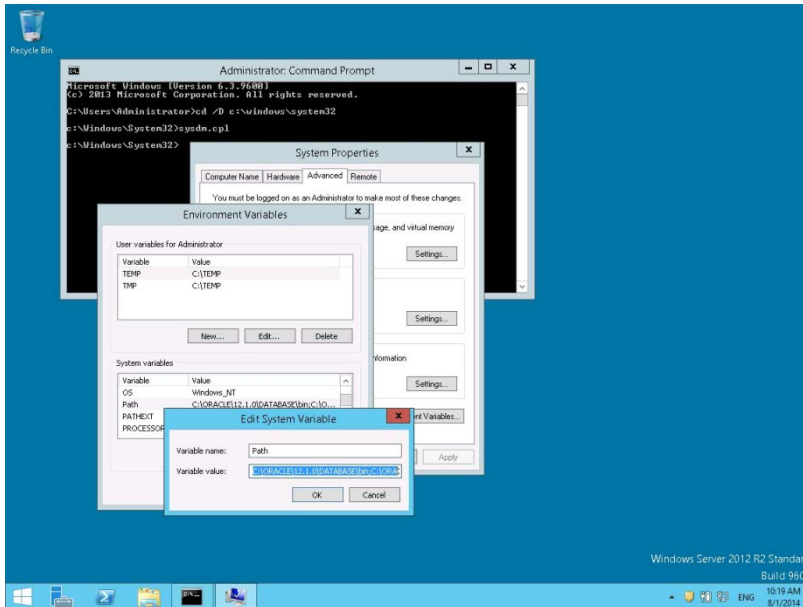 Recycle Bin
Administrator: Command Prompt
Microsoft Windows [Version 6.3.9600]
(c) 2013 Microsoft Corporation. All rights reserved.
C:\Users\Administrator>cd /D c:\windows\system32
c:\Windows\System32>sysdm.cpl
c:\Windows\System32>
System Properties
Computer Name Hardware Advanced Remote
You must be logged on as an Administrator to make most of these changes.
sage, and virtual memory
Settings...
Settings...
formation
Settings...
nt Variables...
Apply
Environment Variables
User variables for Administrator
Variable Value
TEMP C:\TEMP
TMP C:\TEMP
New... Edit... Delete
System variables
Variable Value
OS Windows_NT
Path C:\ORACLE\12.1.0\DATABASE\bin;C:\O...
PATHEXT
PROCESSOR
Edit System Variable
Variable name: Path
Variable value: C:\ORACLE\12.1.0\DATABASE\bin;C:\ORA
OK Cancel
Windows Server 2012 R2 Standar
Build 960
ENG 10:19 AM
8/1/2014